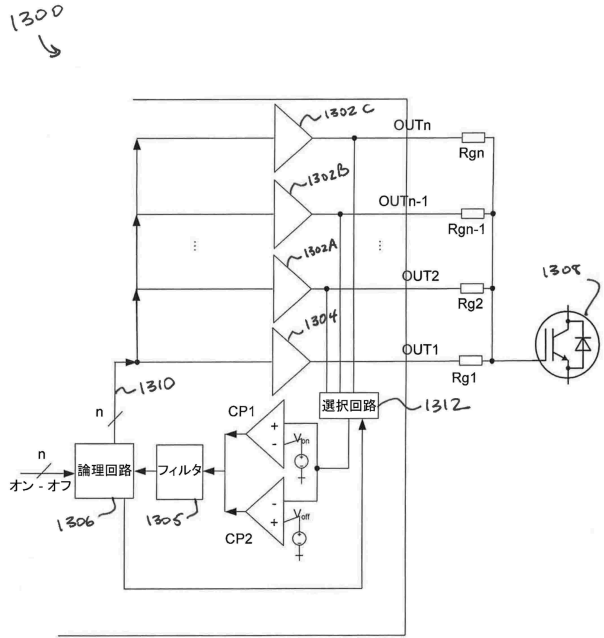 1300
1302C
OUTn
Rgn
1302B
OUTn-1
Rgn-1
⋮
⋮
1302A
OUT2
Rg2
1308
1304
OUT1
Rg1
1310
n
CP1
選択回路
1312
+
-
Von
n
オン - オフ
論理回路
フィルタ
1306
1305
-
+
Voff
CP2